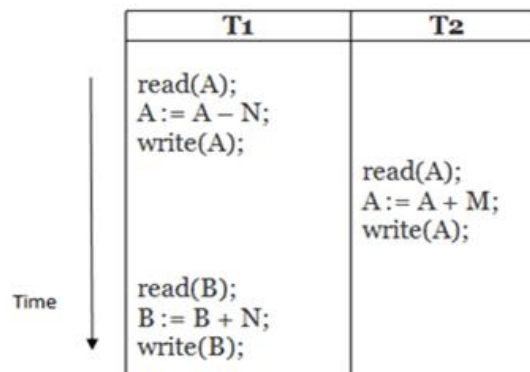 T1 T2
read(A);
A := A – N;
write(A);
read(A);
A := A + M;
write(A);
Time
read(B);
B := B + N;
write(B);